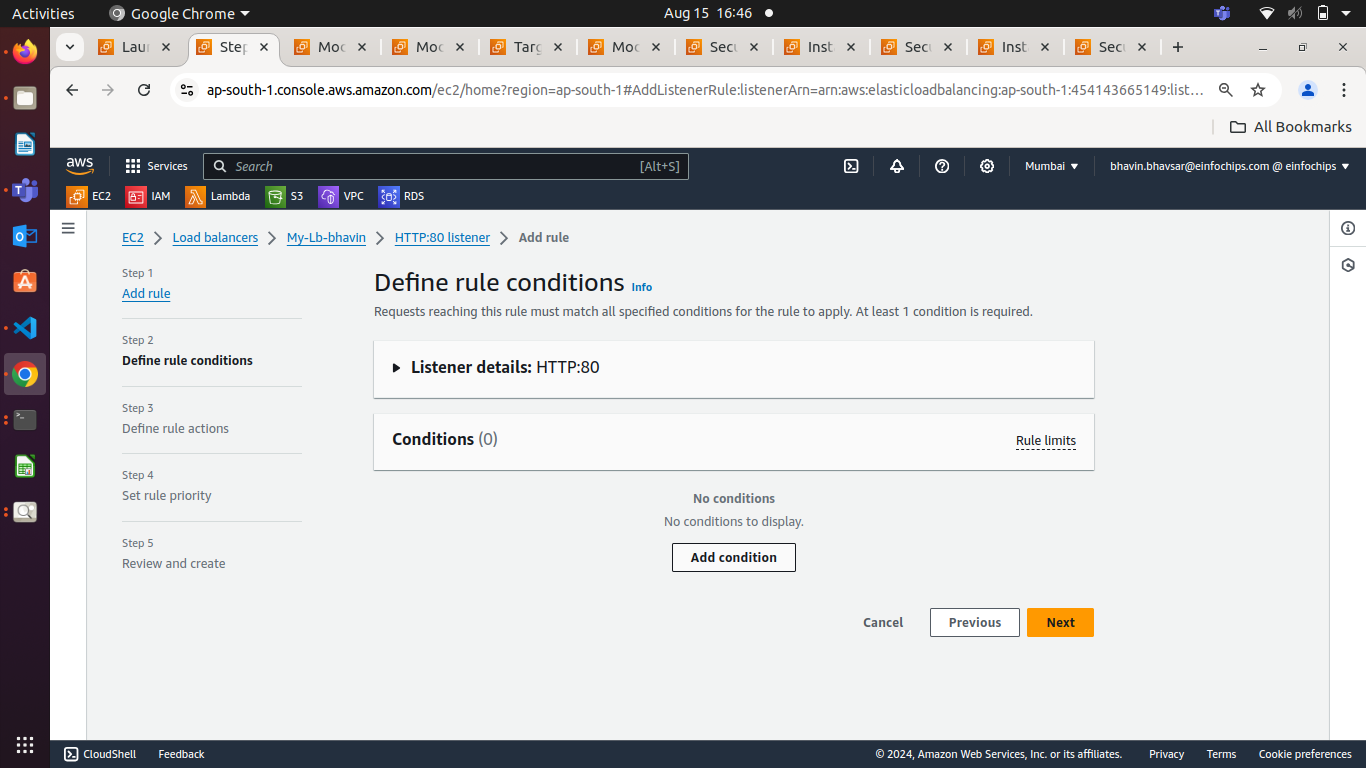 Activities Google Chrome Aug 15 16:46
Laun Step Moc Moc Targ Moc Secu Inst Secu Inst Secu
ap-south-1.console.aws.amazon.com/ec2/home?region=ap-south-1#AddListenerRule:listenerArn=arn:aws:elasticloadbalancing:ap-south-1:454143665149:list...
All Bookmarks
aws Services Search [Alt+S] Mumbai bhavin.bhavsar@einfochips.com @ einfochips
EC2 IAM Lambda S3 VPC RDS
EC2 Load balancers My-Lb-bhavin HTTP:80 listener Add rule
Step 1
Add rule
Step 2
Define rule conditions
Step 3
Define rule actions
Step 4
Set rule priority
Step 5
Review and create
Define rule conditions Info
Requests reaching this rule must match all specified conditions for the rule to apply. At least 1 condition is required.
Listener details: HTTP:80
Conditions (0) Rule limits
No conditions
No conditions to display.
Add condition
Cancel Previous Next
CloudShell Feedback © 2024, Amazon Web Services, Inc. or its affiliates. Privacy Terms Cookie preferences